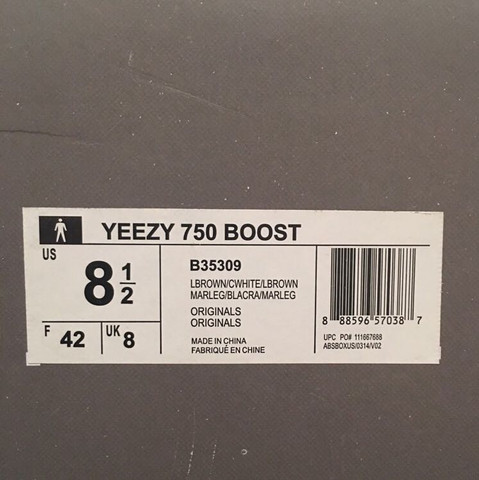 YEEZY 750 BOOST
US
8 1/2
F 42
UK 8
B35309
LBROWN/CWHITE/LBROWN
MARLEG/BLACRA/MARLEG
ORIGINALS
ORIGINALS
MADE IN CHINA
FABRIQUÉ EN CHINE
8 88596 57038 7
UPC PO# 111667688
ABSBOXUS/0314/V02